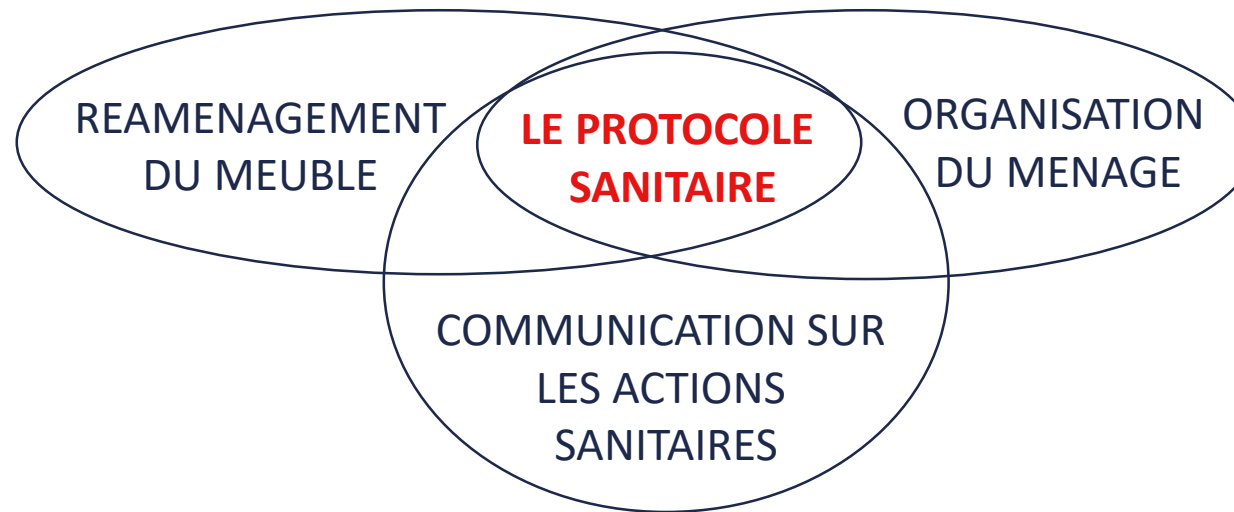 REAMENAGEMENT
DU MEUBLE
LE PROTOCOLE
SANITAIRE
ORGANISATION
DU MENAGE
COMMUNICATION SUR
LES ACTIONS
SANITAIRES